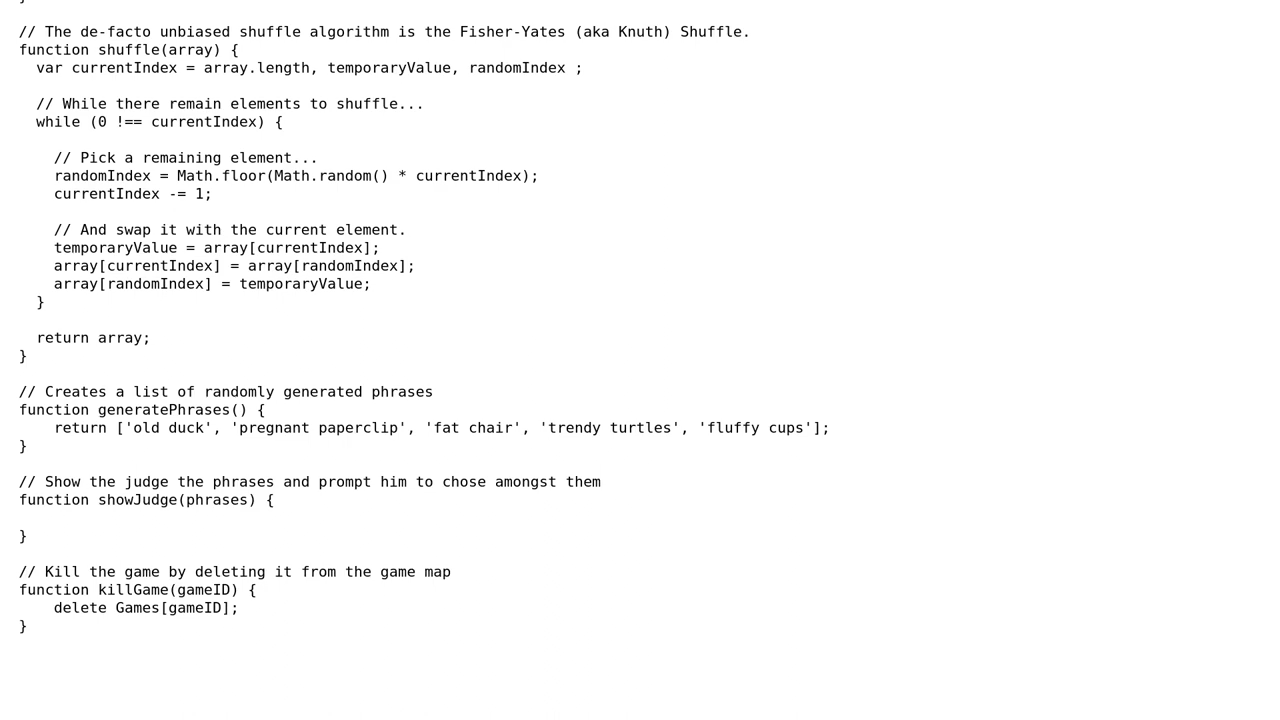 }
// The de-facto unbiased shuffle algorithm is the Fisher-Yates (aka Knuth) Shuffle.
function shuffle(array) {
  var currentIndex = array.length, temporaryValue, randomIndex ;

  // While there remain elements to shuffle...
  while (0 !== currentIndex) {

    // Pick a remaining element...
    randomIndex = Math.floor(Math.random() * currentIndex);
    currentIndex -= 1;

    // And swap it with the current element.
    temporaryValue = array[currentIndex];
    array[currentIndex] = array[randomIndex];
    array[randomIndex] = temporaryValue;
  }

  return array;
}

// Creates a list of randomly generated phrases
function generatePhrases() {
    return ['old duck', 'pregnant paperclip', 'fat chair', 'trendy turtles', 'fluffy cups'];
}

// Show the judge the phrases and prompt him to chose amongst them
function showJudge(phrases) {

}

// Kill the game by deleting it from the game map
function killGame(gameID) {
    delete Games[gameID];
}